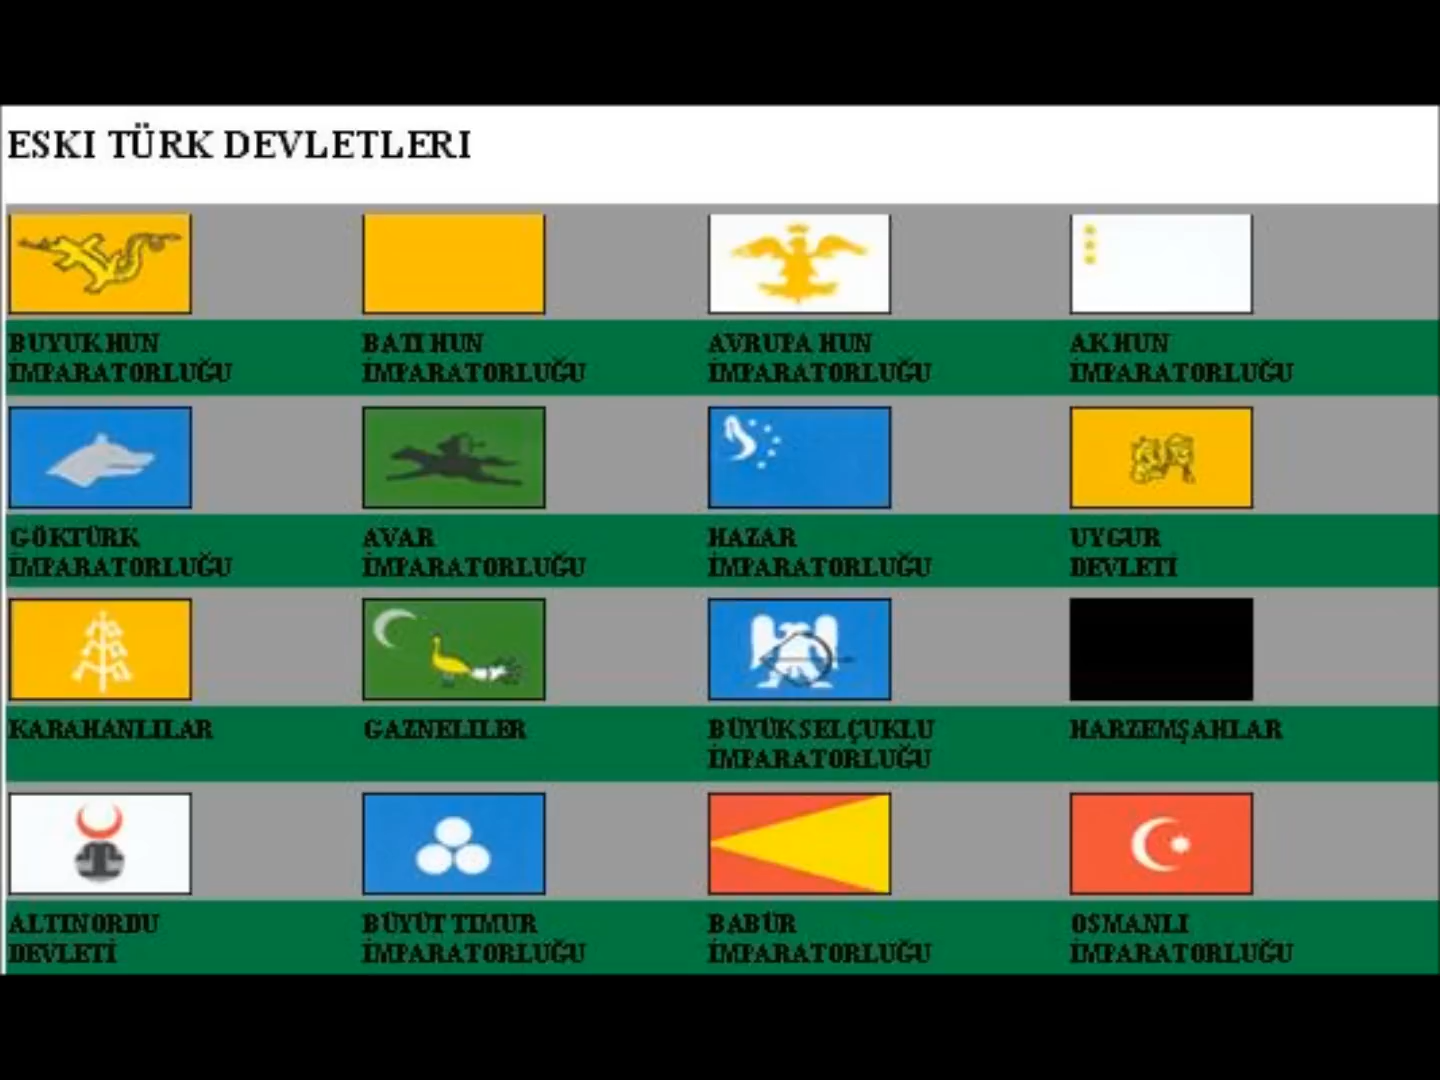 ESKI TÜRK DEVLETLERI
BUYUK HUN
İMPARATORLUĞU
BATI HUN
İMPARATORLUĞU
AVRUPA HUN
İMPARATORLUĞU
AK HUN
İMPARATORLUĞU
GÖKTÜRK
İMPARATORLUĞU
AVAR
İMPARATORLUĞU
HAZAR
İMPARATORLUĞU
UYGUR
DEVLETİ
KARAHANLILAR
GAZNELILER
BÜYÜK SELÇUKLU
İMPARATORLUĞU
HARZEMŞAHLAR
ALTINORDU
DEVLETİ
BÜYÜT TIMUR
İMPARATORLUĞU
BABÜR
İMPARATORLUĞU
OSMANLI
İMPARATORLUĞU